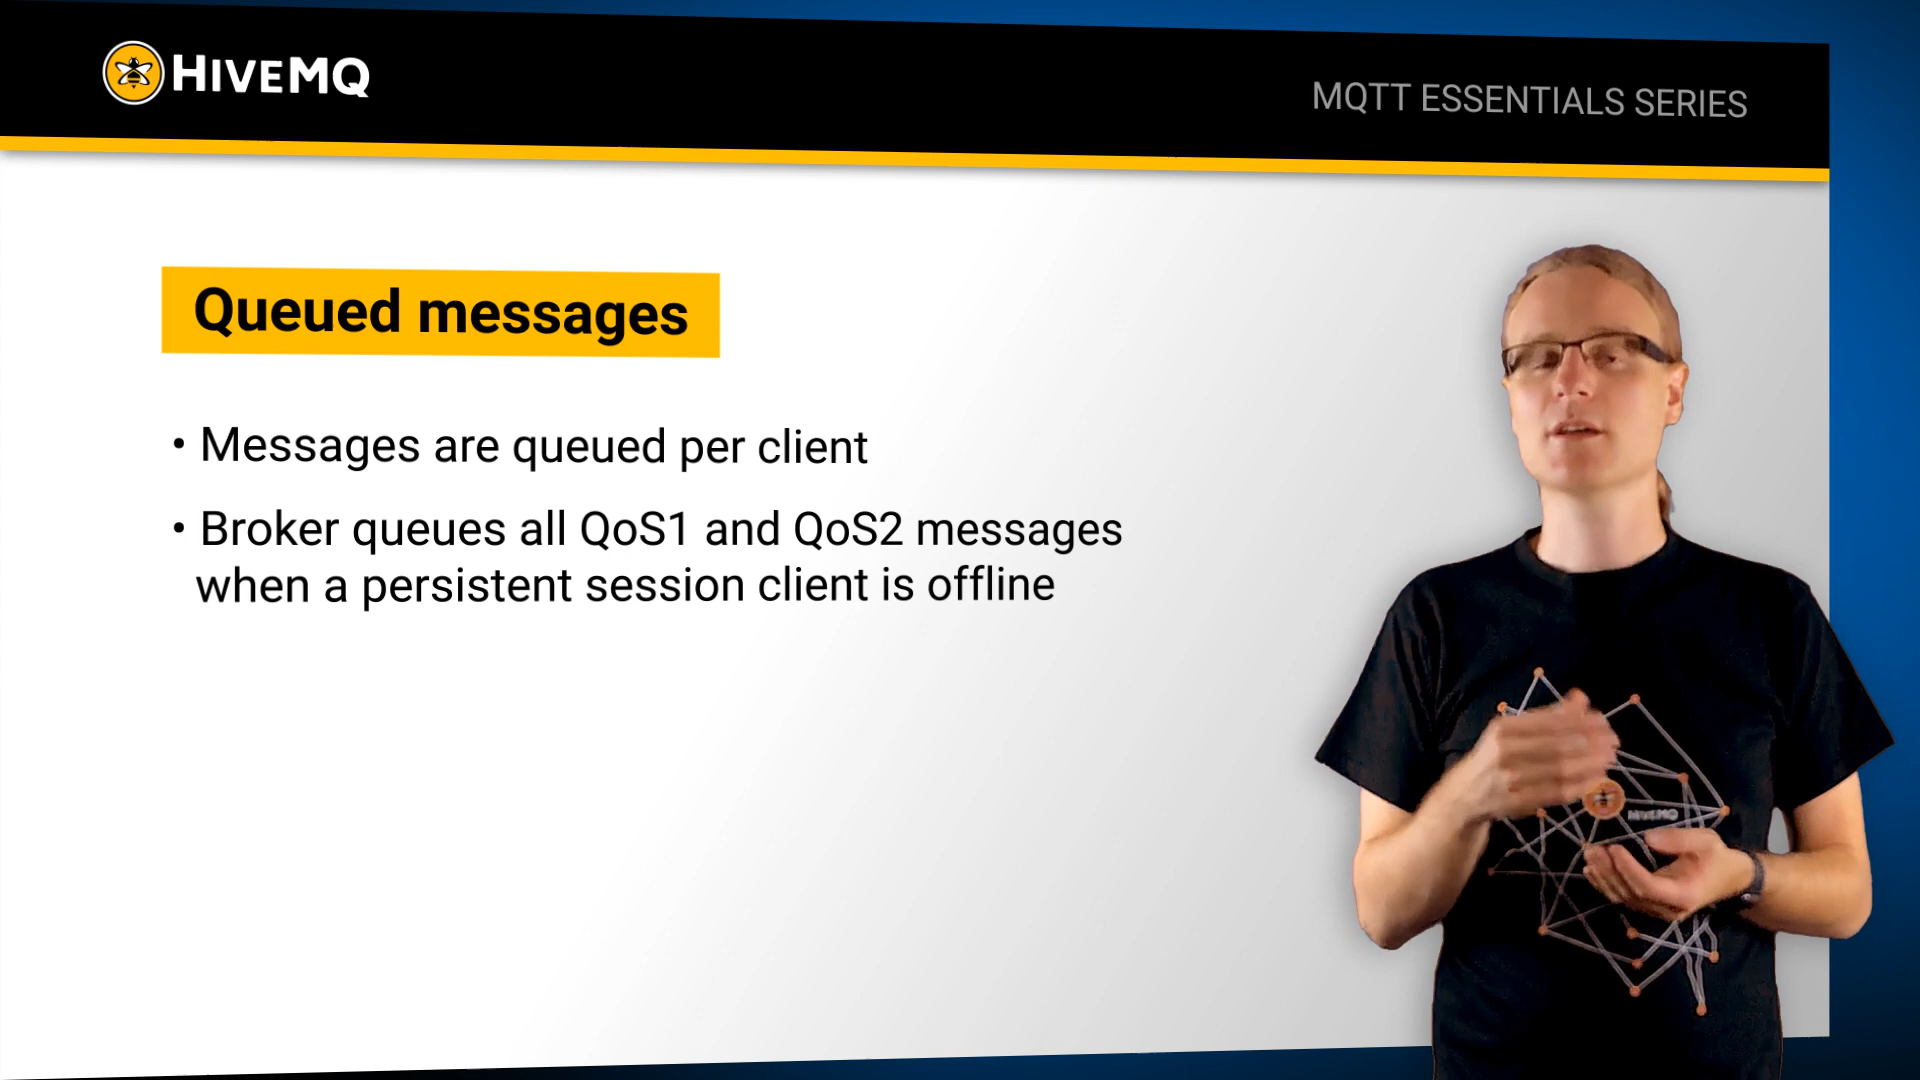 HIVEMQ
MQTT ESSENTIALS SERIES
Queued messages
• Messages are queued per client
• Broker queues all QoS1 and QoS2 messages
when a persistent session client is offline
HIVEMQ